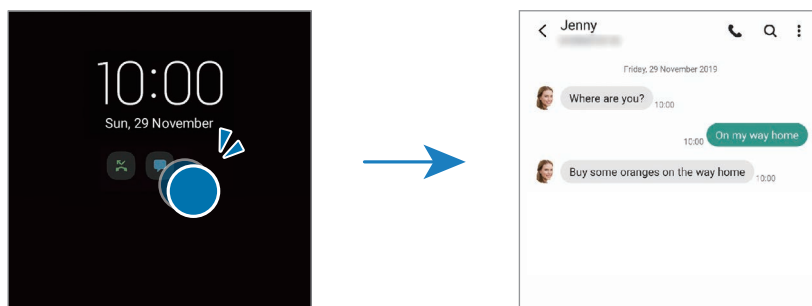 10:00
Sun, 29 November
Jenny
Friday, 29 November 2019
Where are you?
10:00
10:00
On my way home
Buy some oranges on the way home
10:00